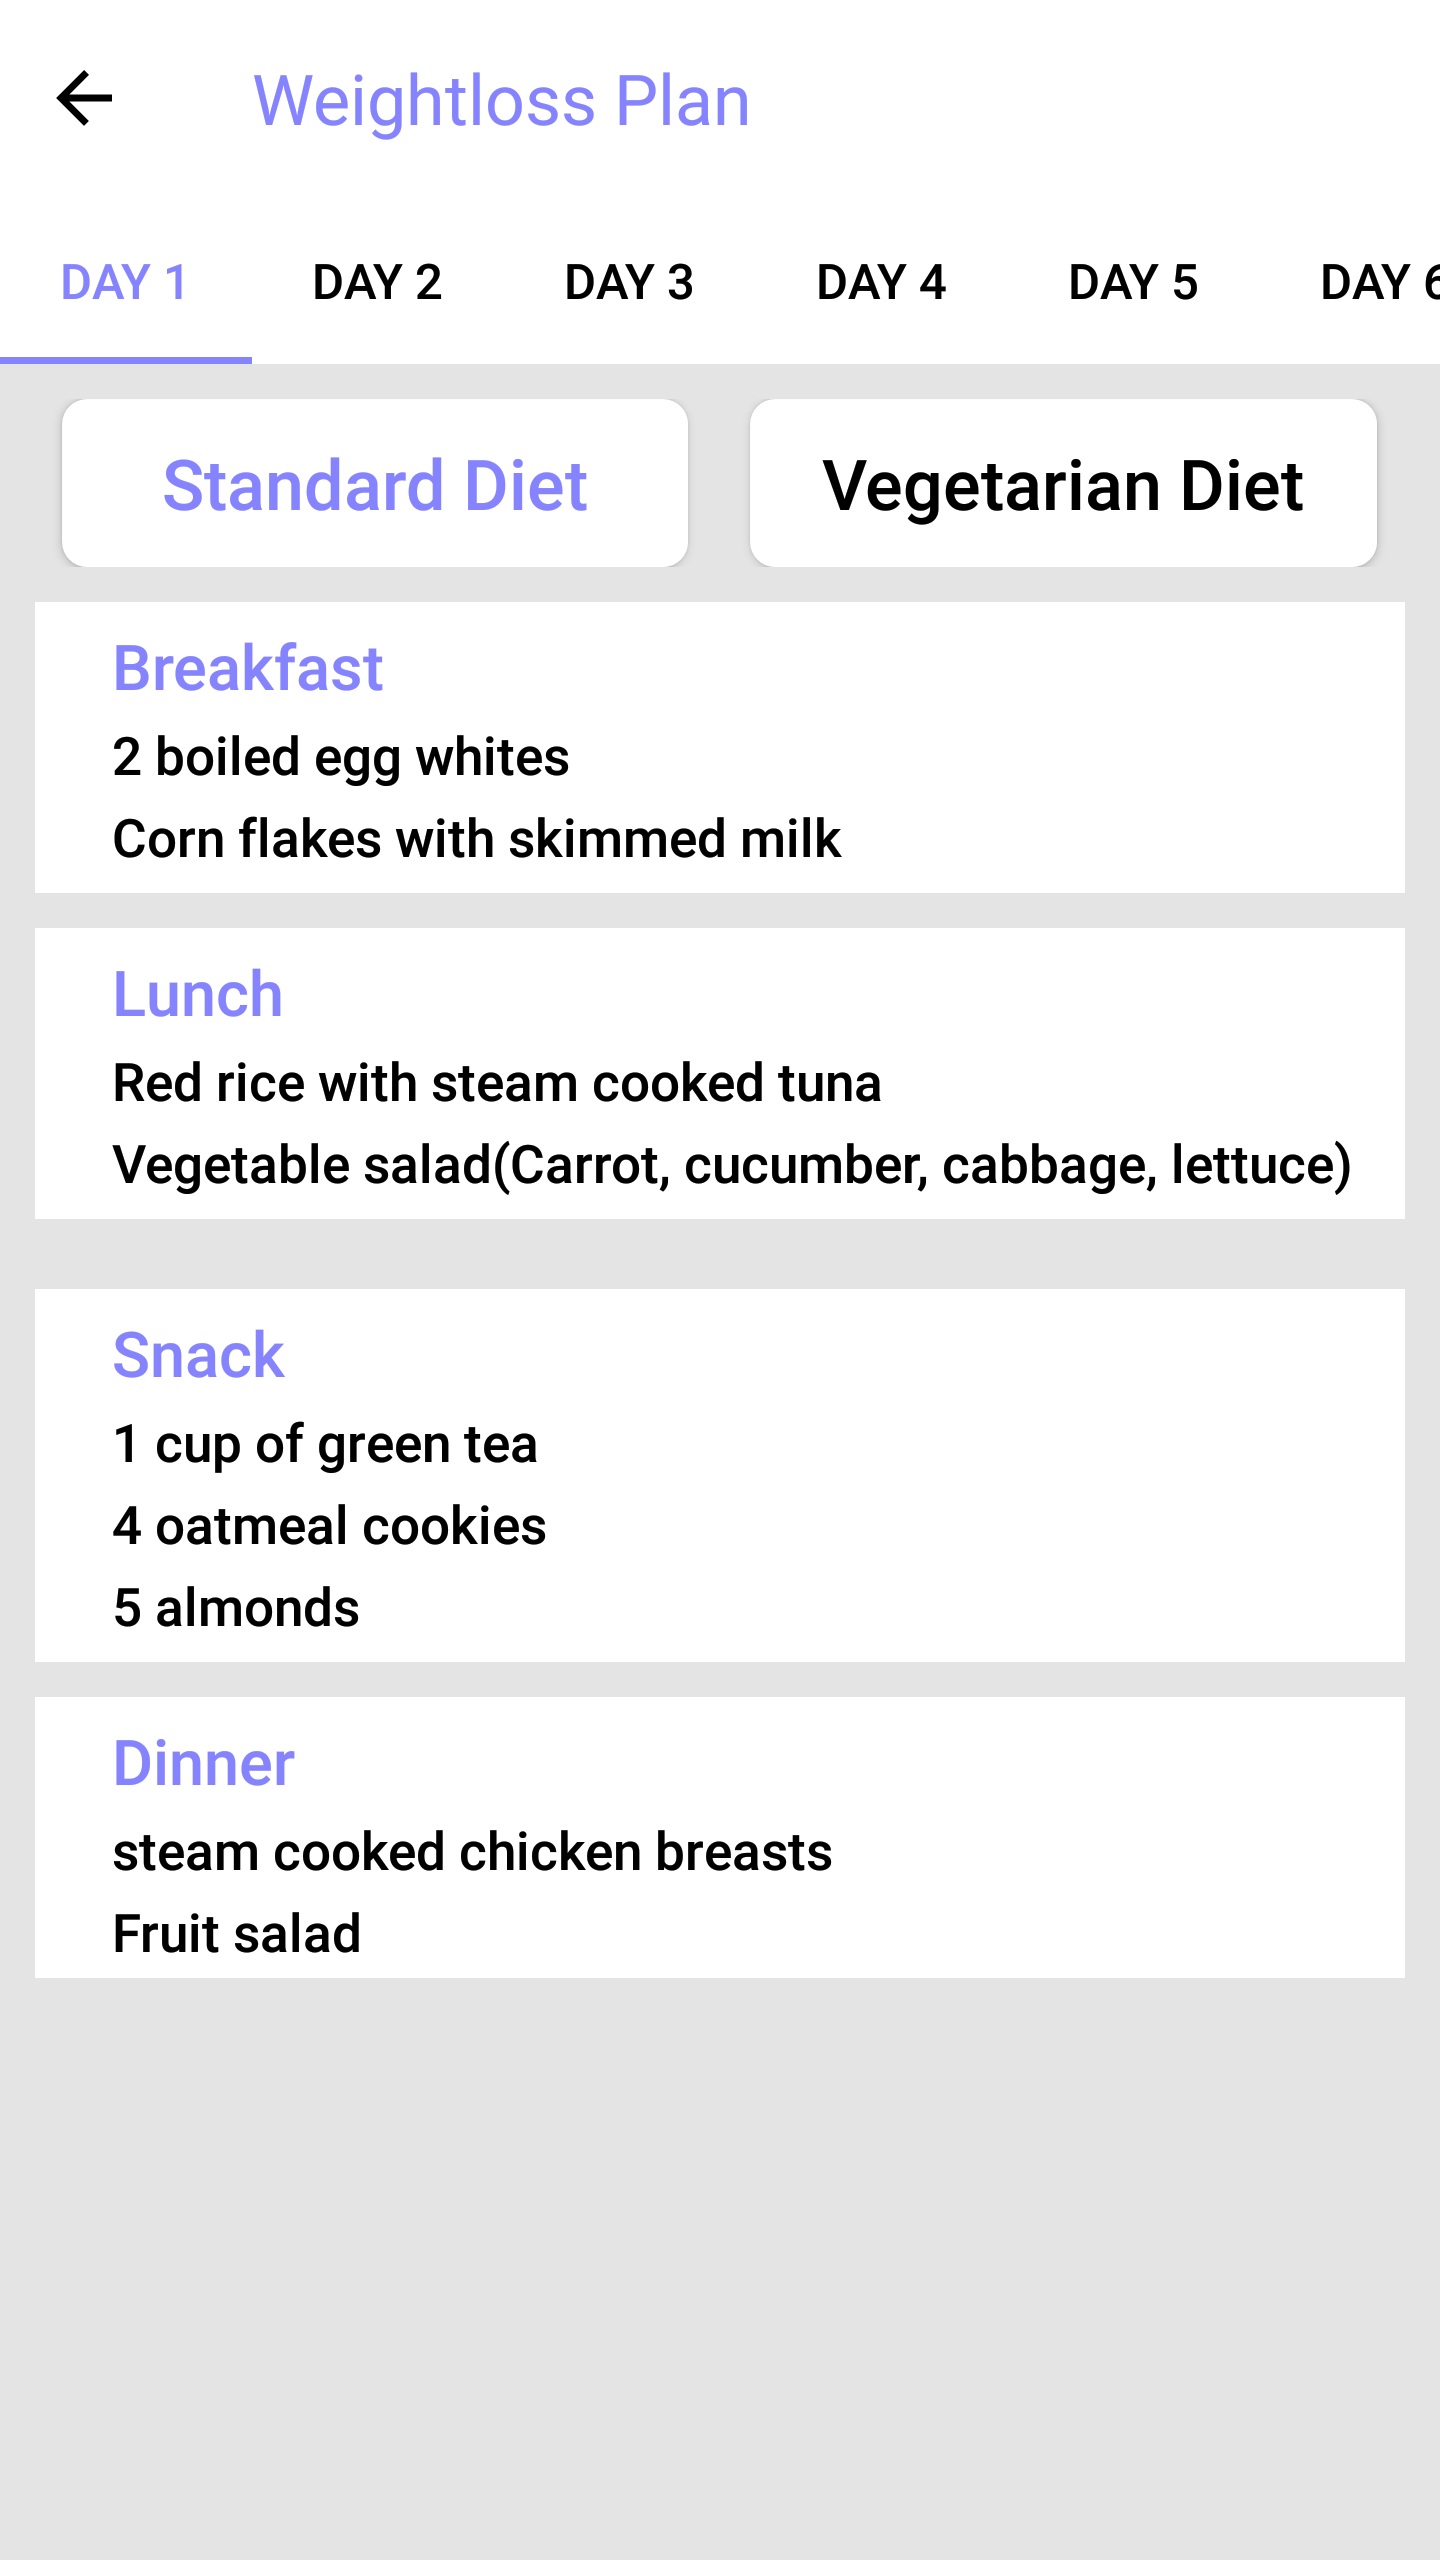 Weightloss Plan
DAY 1 DAY 2 DAY 3 DAY 4 DAY 5 DAY 6
Standard Diet Vegetarian Diet
Breakfast
2 boiled egg whites
Corn flakes with skimmed milk
Lunch
Red rice with steam cooked tuna
Vegetable salad(Carrot, cucumber, cabbage, lettuce)
Snack
1 cup of green tea
4 oatmeal cookies
5 almonds
Dinner
steam cooked chicken breasts
Fruit salad